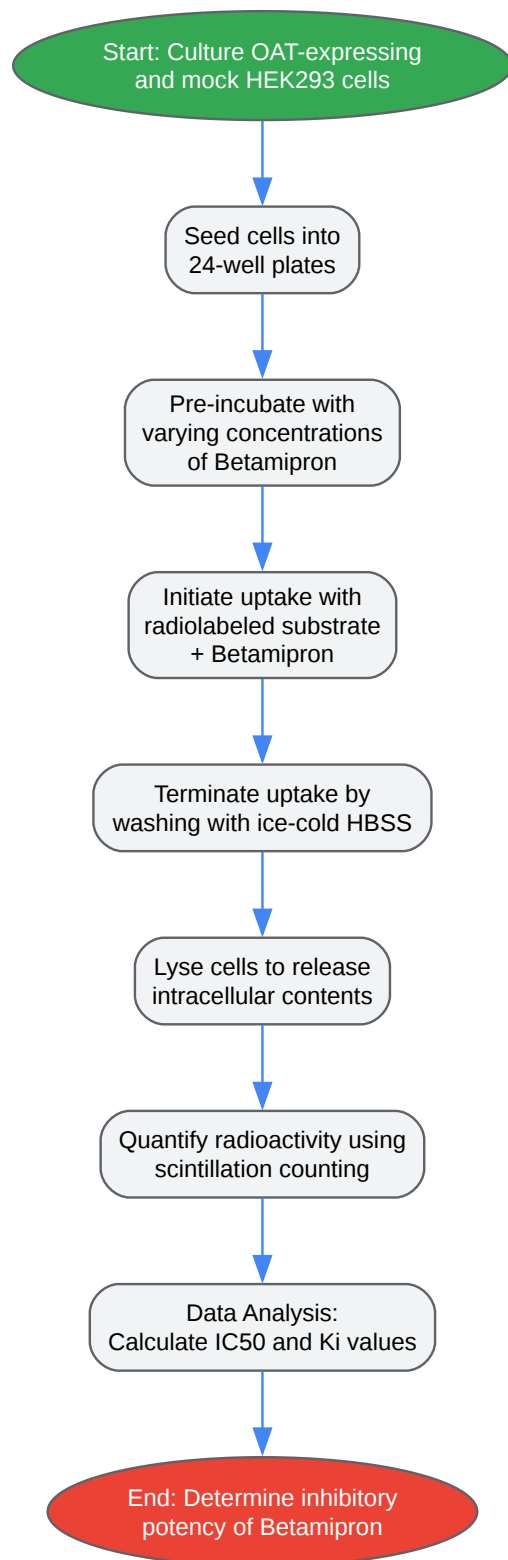 Start: Culture OAT-expressing
and mock HEK293 cells
Seed cells into
24-well plates
Pre-incubate with
varying concentrations
of Betamipron
Initiate uptake with
radiolabeled substrate
+ Betamipron
Terminate uptake by
washing with ice-cold HBSS
Lyse cells to release
intracellular contents
Quantify radioactivity using
scintillation counting
Data Analysis:
Calculate IC50 and Ki values
End: Determine inhibitory
potency of Betamipron